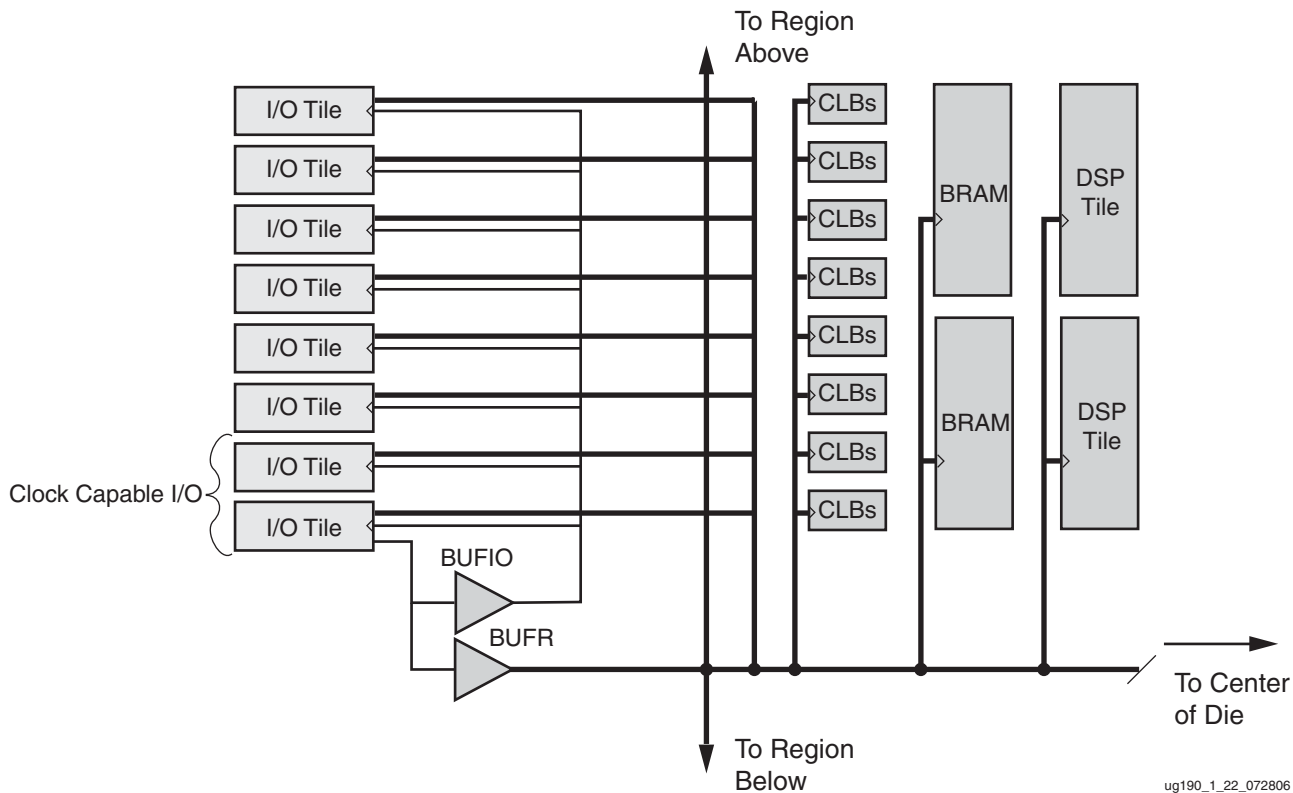 To Region
Above
I/O Tile
CLBs
I/O Tile
CLBs
BRAM
DSP
Tile
I/O Tile
CLBs
I/O Tile
CLBs
I/O Tile
CLBs
I/O Tile
CLBs
BRAM
DSP
Tile
I/O Tile
CLBs
Clock Capable I/O
I/O Tile
CLBs
BUFIO
BUFR
To Center
of Die
To Region
Below
ug190_1_22_072806